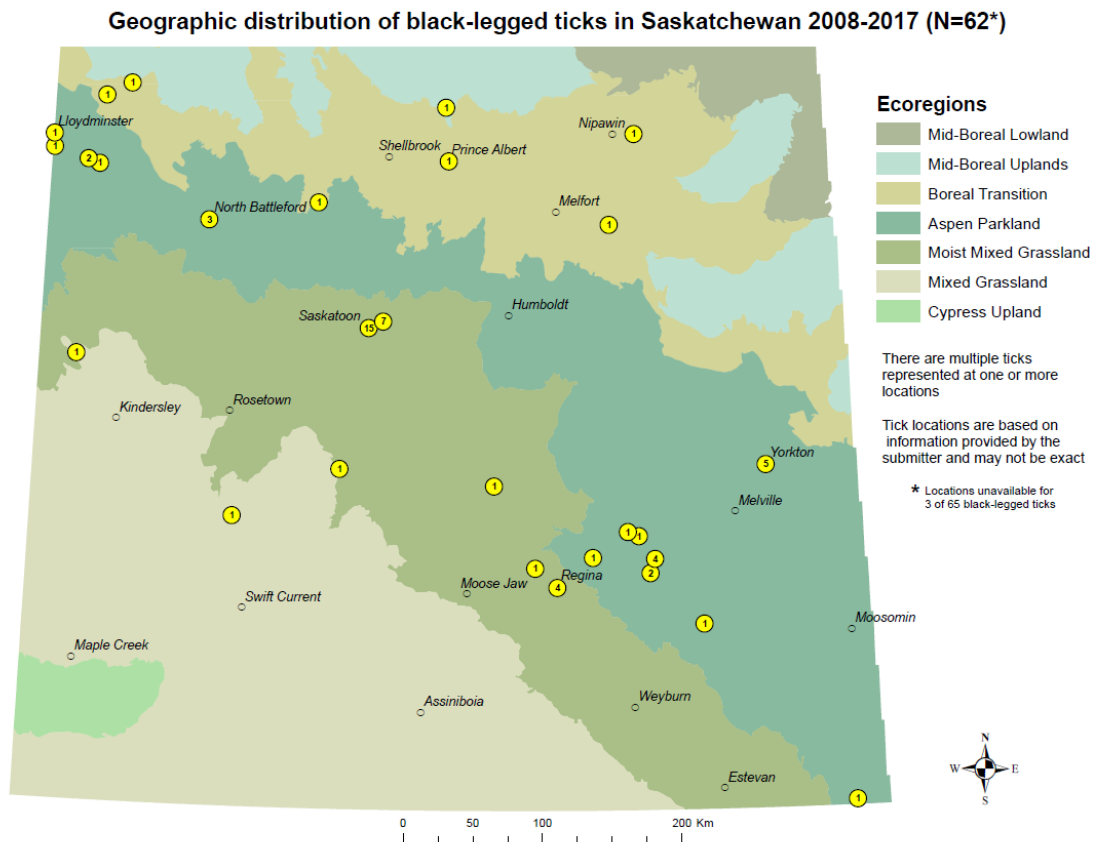 Geographic distribution of black-legged ticks in Saskatchewan 2008-2017 (N=62*)
1
1
1
Lloydminster
1
1
2
1
Nipawin
1
Shellbrook
Prince Albert
1
1
North Battleford
3
Melfort
1
Humboldt
Saskatoon
7
15
1
Kindersley
Rosetown
1
1
1
Yorkton
5
Melville
1
1
1
4
2
1
Regina
4
Moose Jaw
Swift Current
1
Moosomin
Maple Creek
Assiniboia
Weyburn
Estevan
1
Ecoregions
Mid-Boreal Lowland
Mid-Boreal Uplands
Boreal Transition
Aspen Parkland
Moist Mixed Grassland
Mixed Grassland
Cypress Upland
There are multiple ticks
represented at one or more
locations
Tick locations are based on
information provided by the
submitter and may not be exact
* Locations unavailable for
3 of 65 black-legged ticks
N
W E
S
0 50 100 200 Km